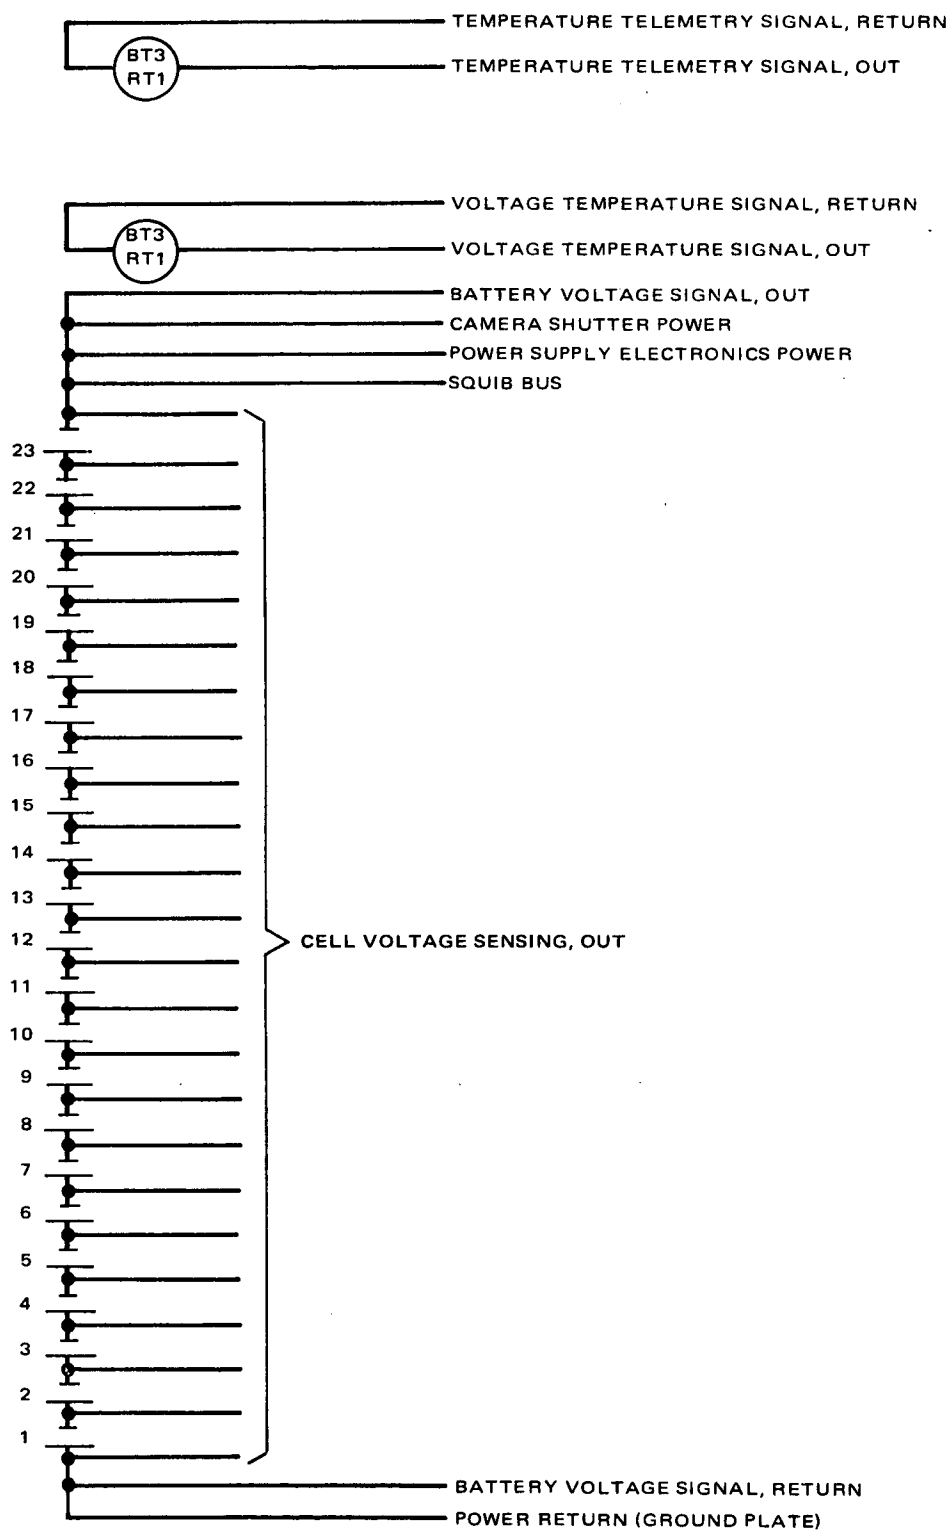 TEMPERATURE TELEMETRY SIGNAL, RETURN
BT3
RT1
TEMPERATURE TELEMETRY SIGNAL, OUT
VOLTAGE TEMPERATURE SIGNAL, RETURN
BT3
RT1
VOLTAGE TEMPERATURE SIGNAL, OUT
BATTERY VOLTAGE SIGNAL, OUT
CAMERA SHUTTER POWER
POWER SUPPLY ELECTRONICS POWER
SQUIB BUS
23
22
21
20
19
18
17
16
15
14
13
12
CELL VOLTAGE SENSING, OUT
11
10
9
8
7
6
5
4
3
2
1
BATTERY VOLTAGE SIGNAL, RETURN
POWER RETURN (GROUND PLATE)